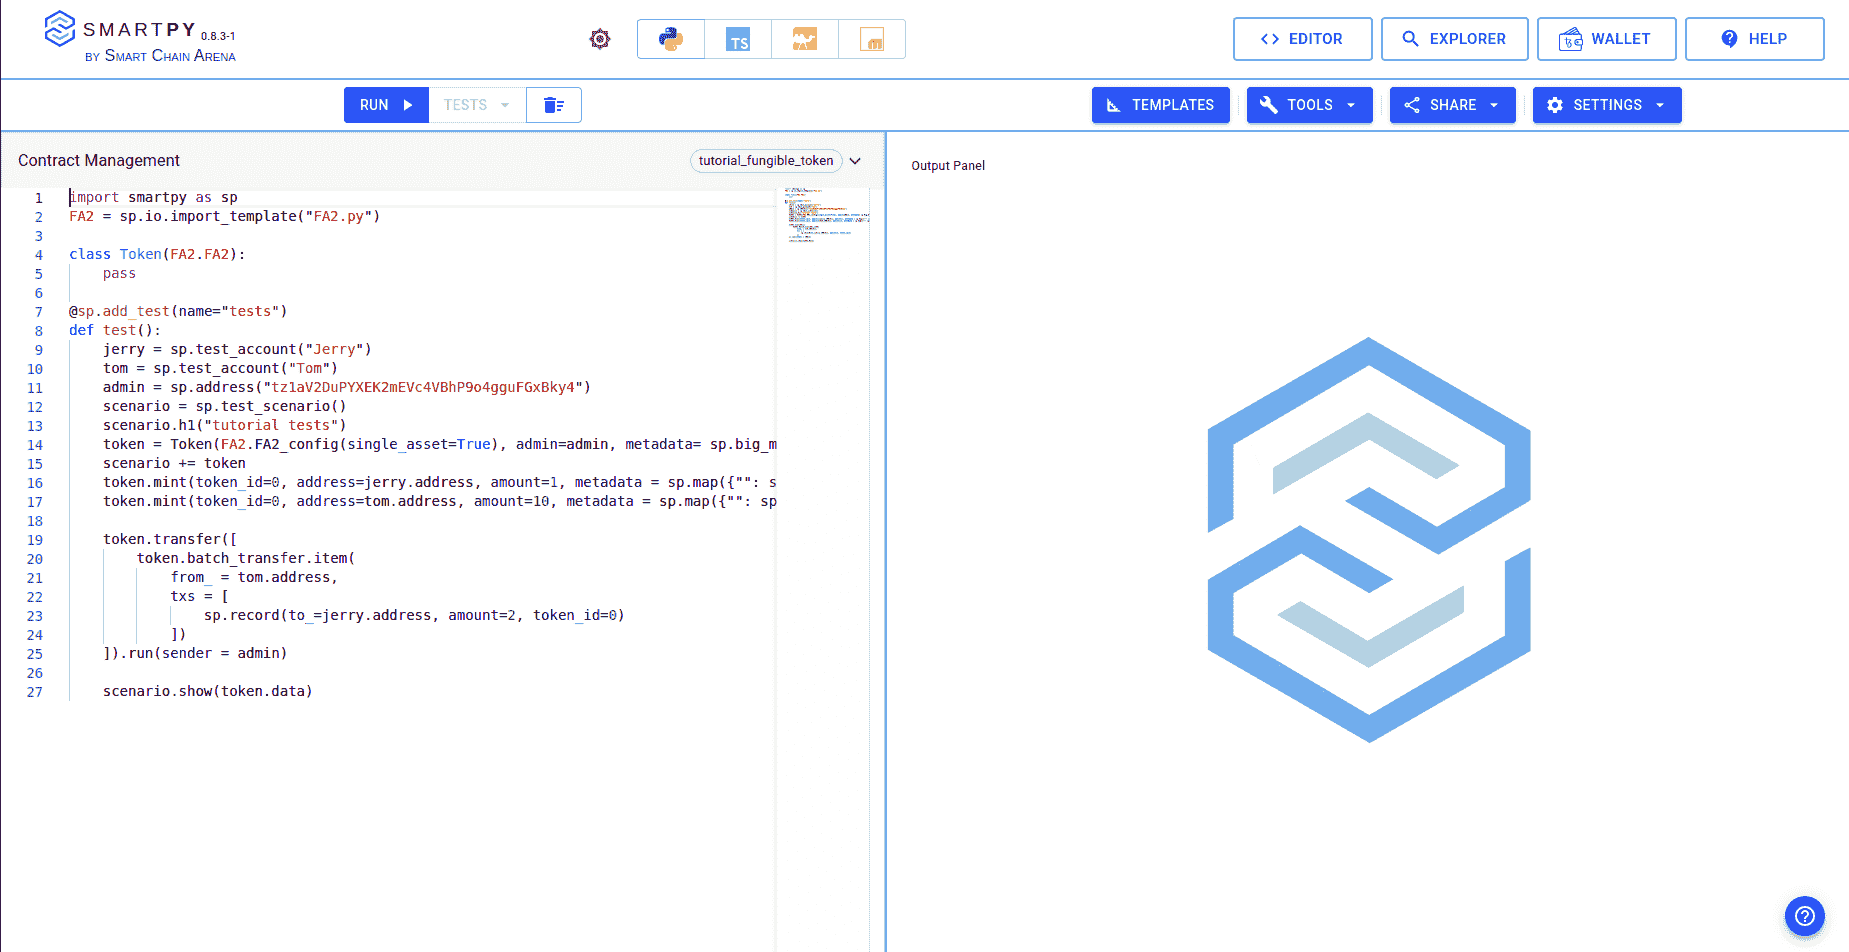 SMARTPY 0.8.3-1
BY SMART CHAIN ARENA
TS
EDITOR
EXPLORER
WALLET
HELP
RUN
TESTS
TEMPLATES
TOOLS
SHARE
SETTINGS
Contract Management
tutorial_fungible_token
Output Panel
1 import smartpy as sp
2 FA2 = sp.io.import_template("FA2.py")
3
4 class Token(FA2.FA2):
5     pass
6
7 @sp.add_test(name="tests")
8 def test():
9     jerry = sp.test_account("Jerry")
10     tom = sp.test_account("Tom")
11     admin = sp.address("tz1aV2DuPYXEK2mEVc4VBhP9o4gguFGxBky4")
12     scenario = sp.test_scenario()
13     scenario.h1("tutorial tests")
14     token = Token(FA2.FA2_config(single_asset=True), admin=admin, metadata= sp.big_m
15     scenario += token
16     token.mint(token_id=0, address=jerry.address, amount=1, metadata = sp.map({"": s
17     token.mint(token_id=0, address=tom.address, amount=10, metadata = sp.map({"": sp
18
19     token.transfer([
20         token.batch_transfer.item(
21             from_ = tom.address,
22             txs = [
23                 sp.record(to_=jerry.address, amount=2, token_id=0)
24             ])
25     ]).run(sender = admin)
26
27     scenario.show(token.data)